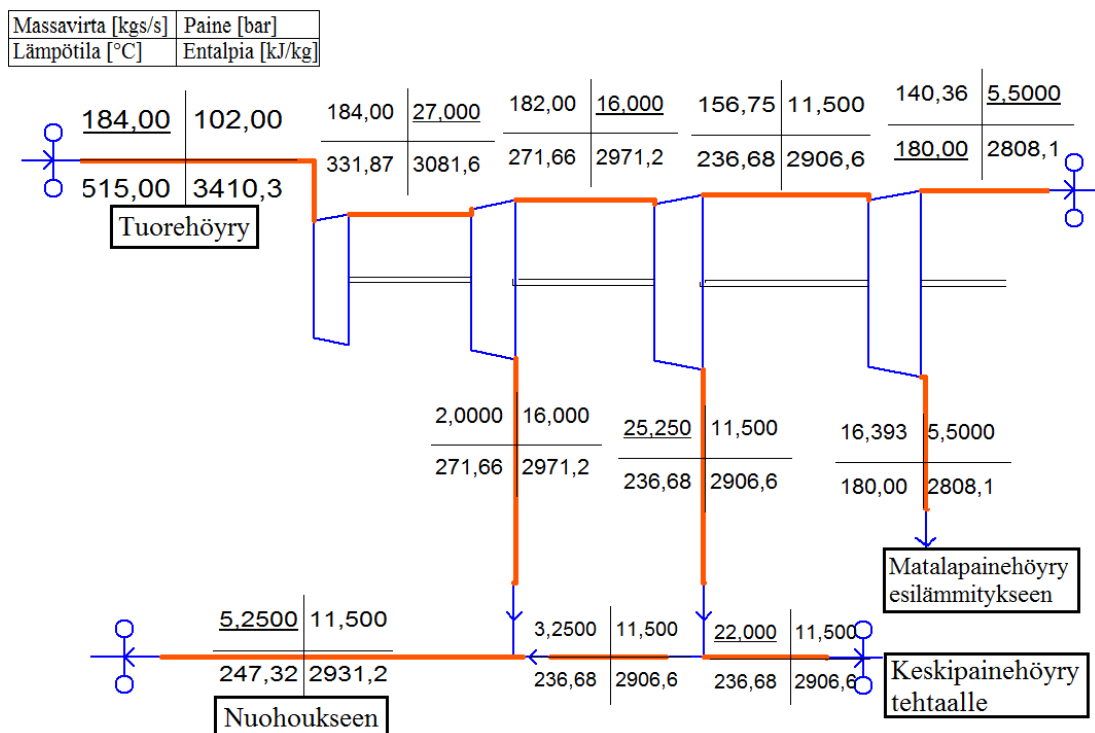 Massavirta [kgs/s] Paine [bar]
Lämpötila [°C] Entalpia [kJ/kg]
184,00 102,00
515,00 3410,3
Tuorehöyry
184,00 27,000
331,87 3081,6
182,00 16,000
271,66 2971,2
156,75 11,500
236,68 2906,6
140,36 5,5000
180,00 2808,1
2,0000 16,000
271,66 2971,2
25,250 11,500
236,68 2906,6
16,393 5,5000
180,00 2808,1
Matalapainehöyry
esilämmitykseen
5,2500 11,500
247,32 2931,2
Nuohoukseen
3,2500 11,500
236,68 2906,6
22,000 11,500
236,68 2906,6
Keskipainehöyry
tehtaalle